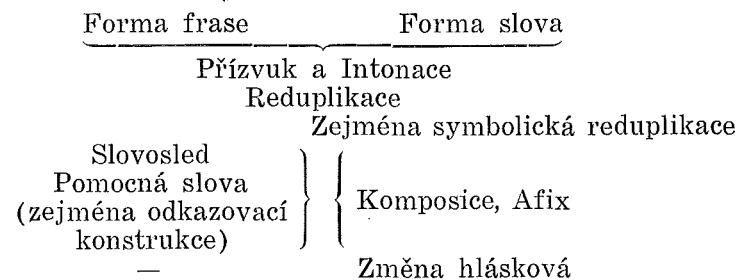 Forma frase Forma slova
Přízvuk a Intonace
Reduplikace
Zejména symbolická reduplikace
Slovosled
Pomocná slova
(zejména odkazovací
konstrukce)
Komposice, Afix
— Změna hlásková